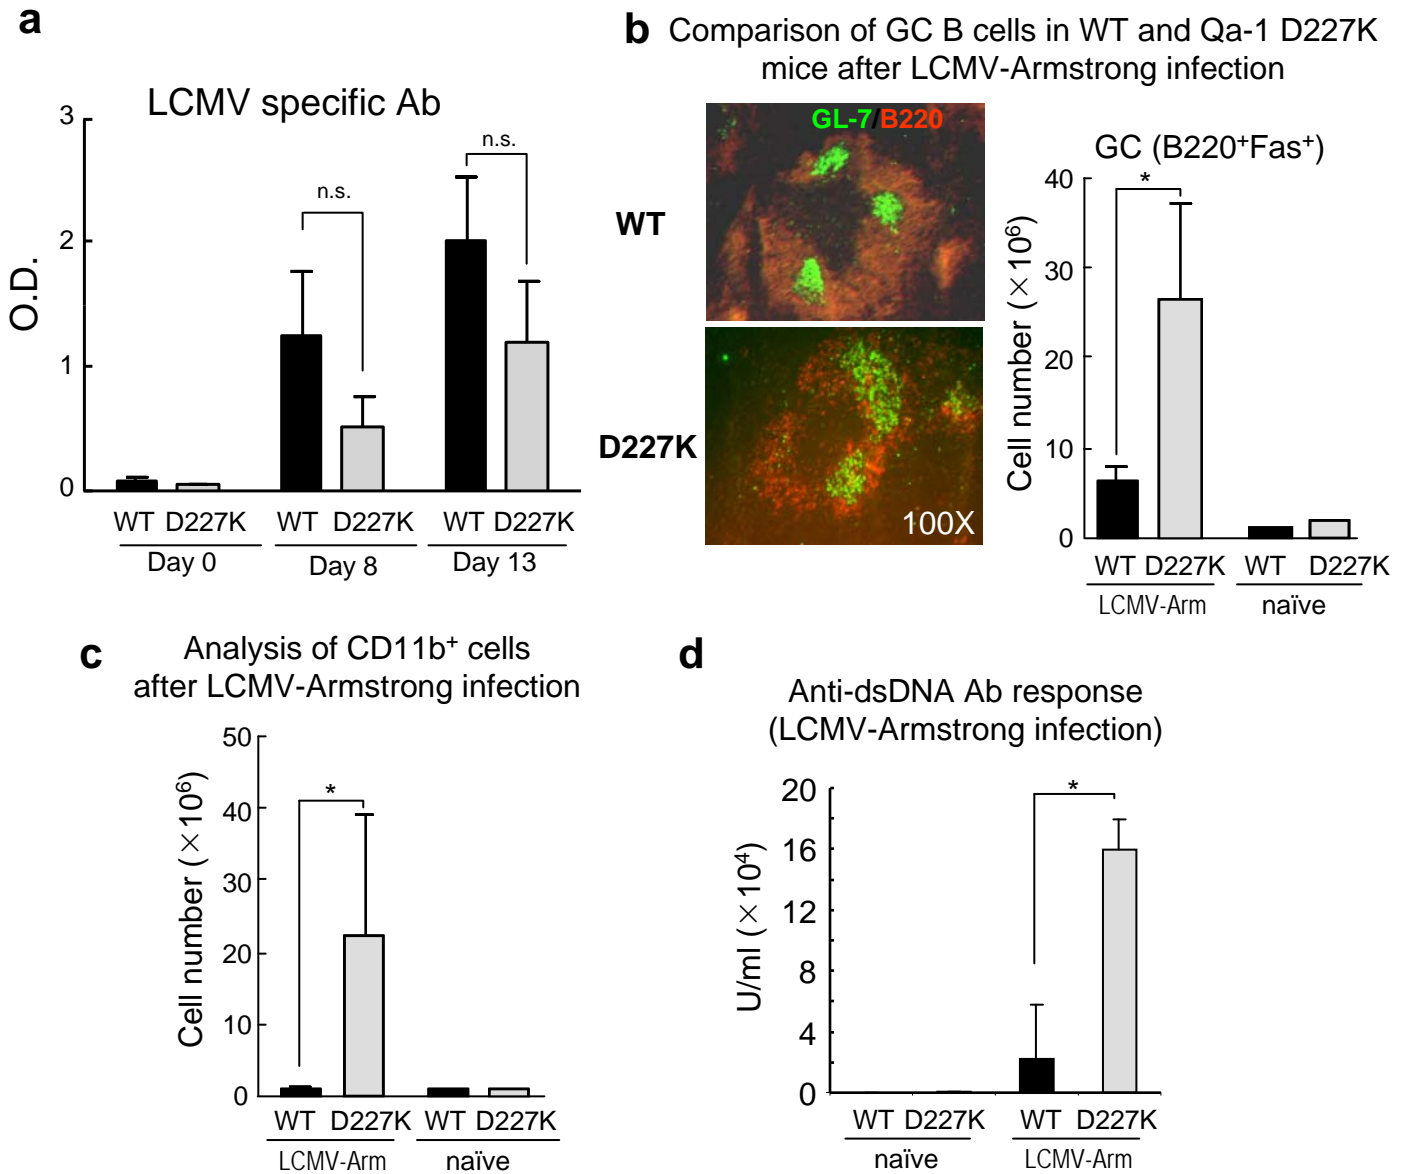 a
LCMV specific Ab
O.D.
3
2
1
0
n.s.
n.s.
WT D227K
WT D227K
WT D227K
Day 0
Day 8
Day 13
b
Comparison of GC B cells in WT and Qa-1 D227K
mice after LCMV-Armstrong infection
GL-7/B220
WT
D227K
100X
GC (B220⁺Fas⁺)
Cell number (×10⁶)
40
30
20
10
0
*
WT D227K
WT D227K
LCMV-Arm
naïve
c
Analysis of CD11b⁺ cells
after LCMV-Armstrong infection
Cell number (×10⁶)
50
40
30
20
10
0
*
WT D227K
WT D227K
LCMV-Arm
naïve
d
Anti-dsDNA Ab response
(LCMV-Armstrong infection)
U/ml (×10⁴)
20
16
12
8
4
0
*
WT D227K
WT D227K
naïve
LCMV-Arm